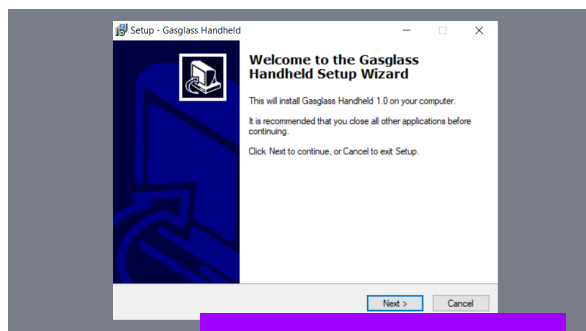 Setup - Gasglass Handheld
Welcome to the Gasglass
Handheld Setup Wizard
This will install Gasglass Handheld 1.0 on your computer.
It is recommended that you close all other applications before
continuing.
Click Next to continue, or Cancel to exit Setup.
Next >
Cancel